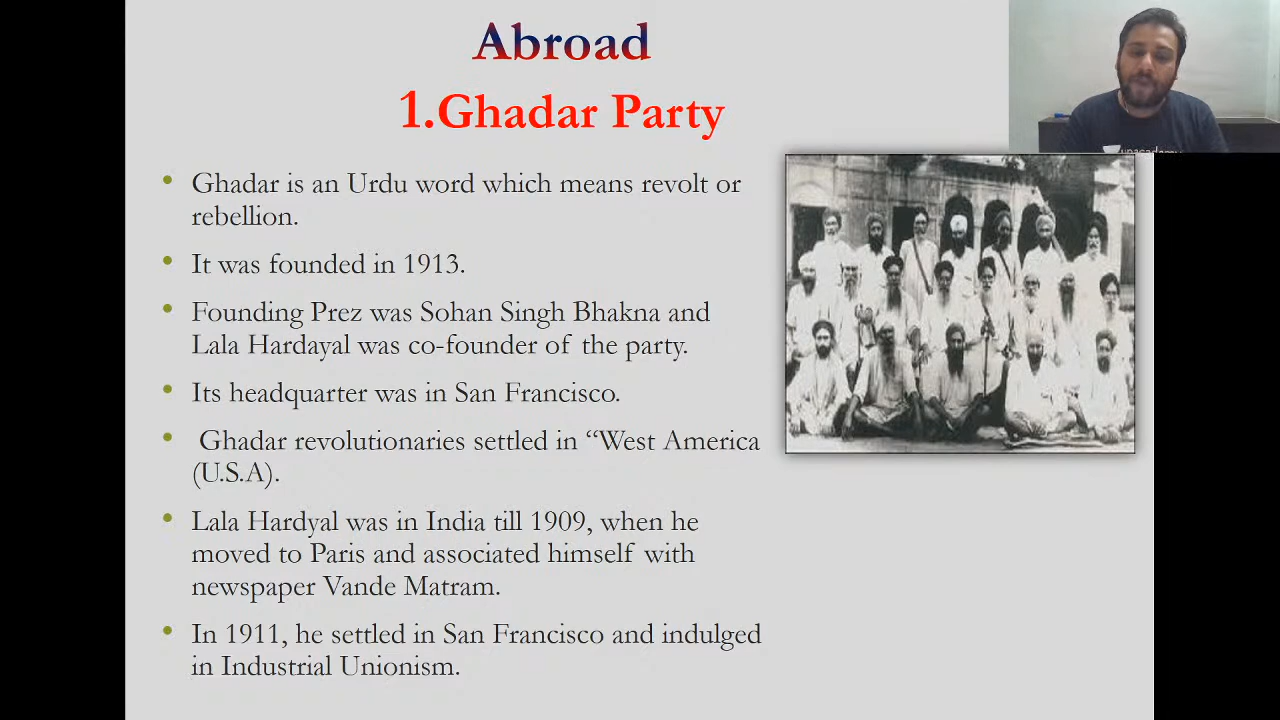 Abroad
1.Ghadar Party
• Ghadar is an Urdu word which means revolt or
rebellion.
• It was founded in 1913.
• Founding Prez was Sohan Singh Bhakna and
Lala Hardayal was co-founder of the party.
• Its headquarter was in San Francisco.
• Ghadar revolutionaries settled in “West America
(U.S.A).
• Lala Hardyal was in India till 1909, when he
moved to Paris and associated himself with
newspaper Vande Matram.
• In 1911, he settled in San Francisco and indulged
in Industrial Unionism.